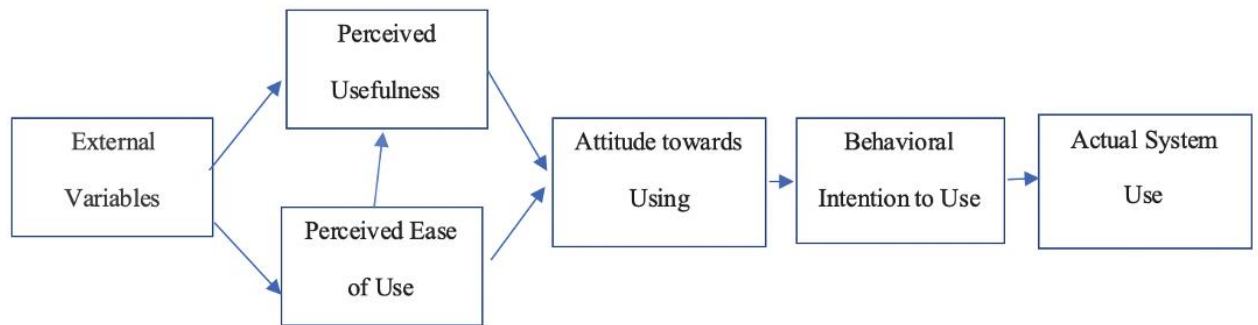 External
Variables
Perceived
Usefulness
Perceived Ease
of Use
Attitude towards
Using
Behavioral
Intention to Use
Actual System
Use